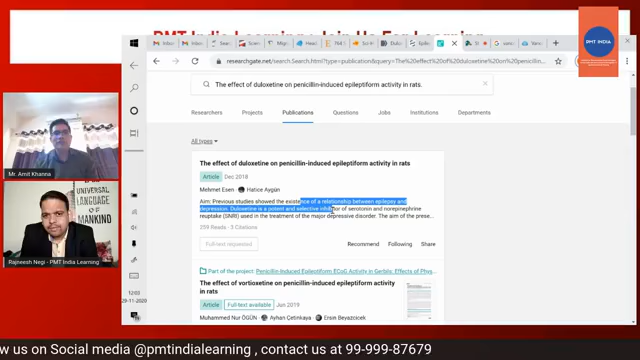 PMT India Learning - Join Us For Learning
PMT INDIA
Inbox
Inbox
researchgate.net/search.Search.html?type=publication&query=The%20effect%20of%20duloxetine%20on%20penicillin-induced%20epileptiform
The effect of duloxetine on penicillin-induced epileptiform activity in rats.
Researchers Projects Publications Questions Jobs Institutions Departments
All types
The effect of duloxetine on penicillin-induced epileptiform activity in rats
Article Dec 2018
Mehmet Esen · Hatice Aygün
Aim: Previous studies showed the existence of a relationship between epilepsy and
depression. Duloxetine is a potent and selective inhibitor of serotonin and norepinephrine
reuptake (SNRI) used in the treatment of the major depressive disorder. The aim of the prese...
259 Reads · 3 Citations
Full-text requested
Recommend Following Share
Part of the project: Penicillin-Induced Epileptiform ECoG Activity in Gerbils, Effects of Phys...
The effect of vortioxetine on penicillin-induced epileptiform activity
in rats
Article Full-text available Jun 2019
Muhammed Nur ÖGÜN · Ayhan Çetinkaya · Ersin Beyazçiçek
Mr. Amit Khanna
UNIVERSAL
LANGUAGE
OF
MANKIND
Rajneesh Negi - PMT India Learning
12:03
29-11-2020
w us on Social media @pmtindialearning , contact us at 99-999-87679